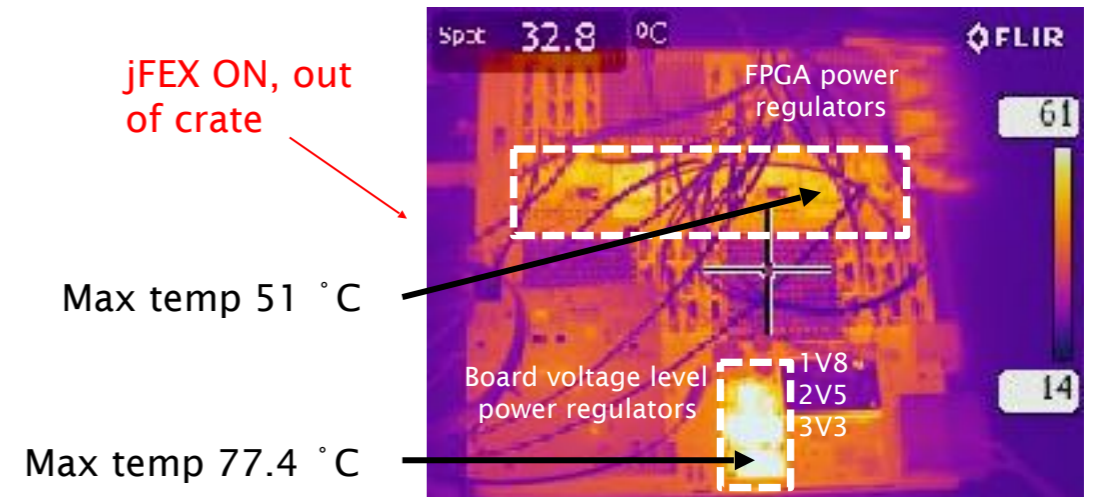 Spot 32.8 °C
FLIR
jFEX ON, out
of crate
FPGA power
regulators
61
Max temp 51 ˚C
Board voltage level
power regulators
1V8
2V5
3V3
14
Max temp 77.4 ˚C